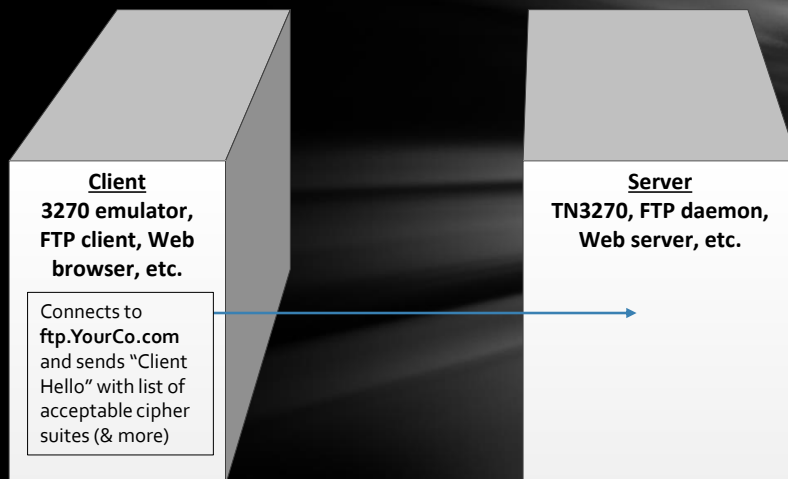 Client
3270 emulator,
FTP client, Web
browser, etc.
Connects to
ftp.YourCo.com
and sends “Client
Hello” with list of
acceptable cipher
suites (& more)
Server
TN3270, FTP daemon,
Web server, etc.